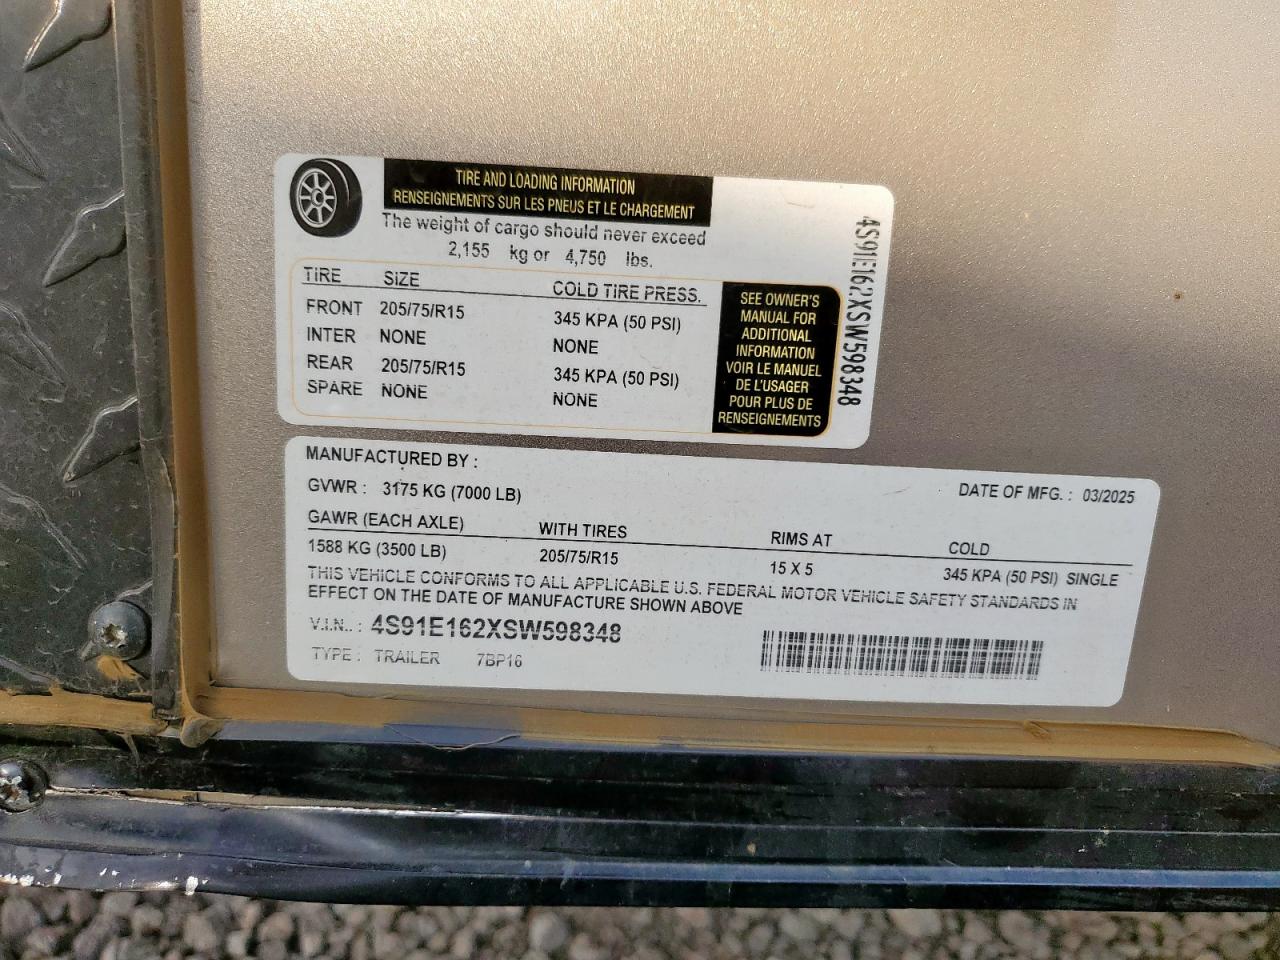 TIRE AND LOADING INFORMATION
RENSEIGNEMENTS SUR LES PNEUS ET LE CHARGEMENT
The weight of cargo should never exceed
2,155 kg or 4,750 lbs.
TIRE SIZE COLD TIRE PRESS.
FRONT 205/75/R15 345 KPA (50 PSI)
INTER NONE NONE
REAR 205/75/R15 345 KPA (50 PSI)
SPARE NONE NONE
SEE OWNER'S
MANUAL FOR
ADDITIONAL
INFORMATION
VOIR LE MANUEL
DE L'USAGER
POUR PLUS DE
RENSEIGNEMENTS
4S91E162XSW598348
MANUFACTURED BY :
GVWR : 3175 KG (7000 LB) DATE OF MFG. : 03/2025
GAWR (EACH AXLE) WITH TIRES RIMS AT COLD
1588 KG (3500 LB) 205/75/R15 15 X 5 345 KPA (50 PSI) SINGLE
THIS VEHICLE CONFORMS TO ALL APPLICABLE U.S. FEDERAL MOTOR VEHICLE SAFETY STANDARDS IN
EFFECT ON THE DATE OF MANUFACTURE SHOWN ABOVE
V.I.N.. : 4S91E162XSW598348
TYPE : TRAILER 7BP16